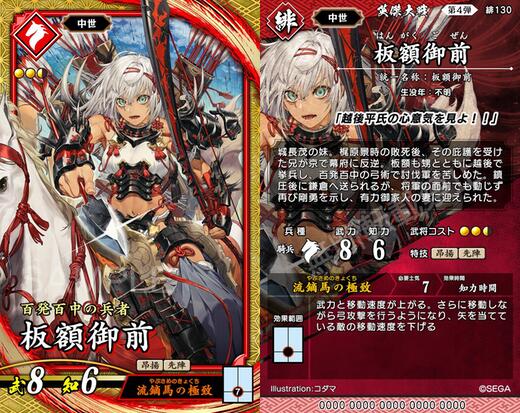 中世
百発百中の兵者
板額御前
昂揚 先陣
武8 知6
やぶさめのきょくち
流鏑馬の極致
7
緋
中世
英傑大戦
第4弾
緋130
はんがくごぜん
板額御前
統一名称:板額御前
生没年:不明
「越後平氏の心意気を見よ!!」
城長茂の妹。梶原景時の敗死後、その庇護を受け
た兄が京で幕府に反逆。板額も甥とともに越後で
挙兵し、百発百中の弓術で討伐軍を苦しめた。鎮
圧後に鎌倉へ送られるが、将軍の面前でも動じず
再び剛勇を示し、有力御家人の妻に迎えられた。
兵種 武力 知力 武将コスト
騎兵 8 6 特技 昂揚 先陣
やぶさめのきょくち
流鏑馬の極致
必要士気
7
効果時間
知力時間
効果範囲
武力と移動速度が上がる。さらに移動しな
がら弓攻撃を行うようになり、矢を当てて
いる敵の移動速度を下げる
Illustration:コダマ
©SEGA
0000 0000 0000 0000 0000